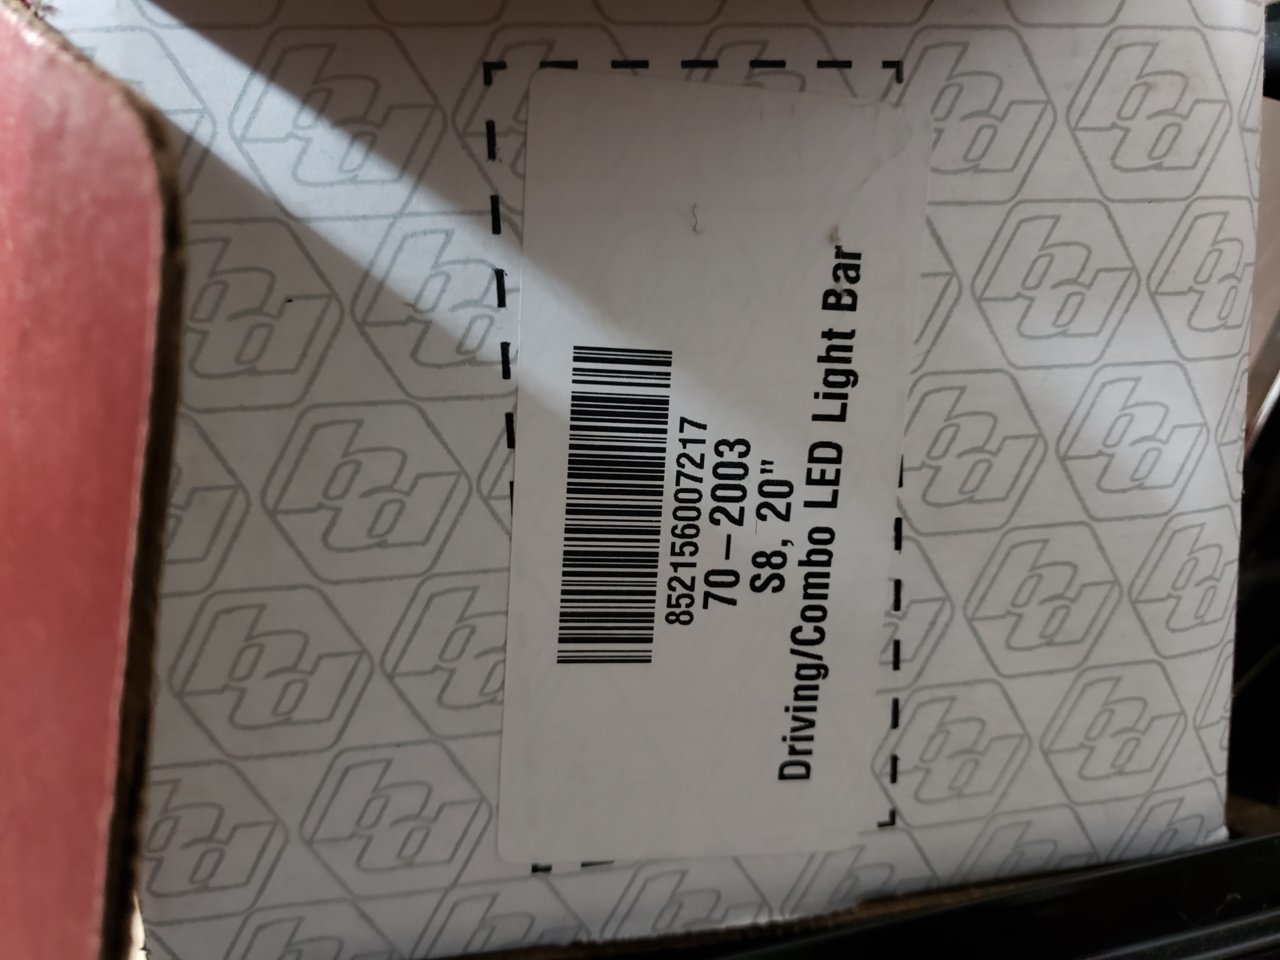 852156007217
70-2003
S8, 20"
Driving/Combo LED Light Bar